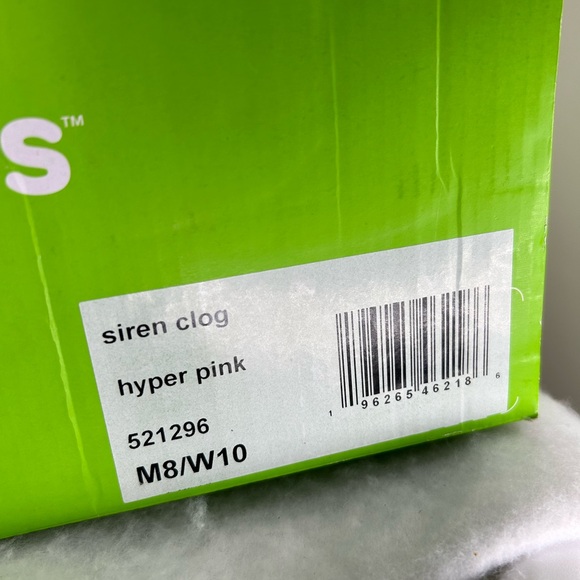 s™
siren clog
hyper pink
521296
M8/W10
1 96265 46218 6